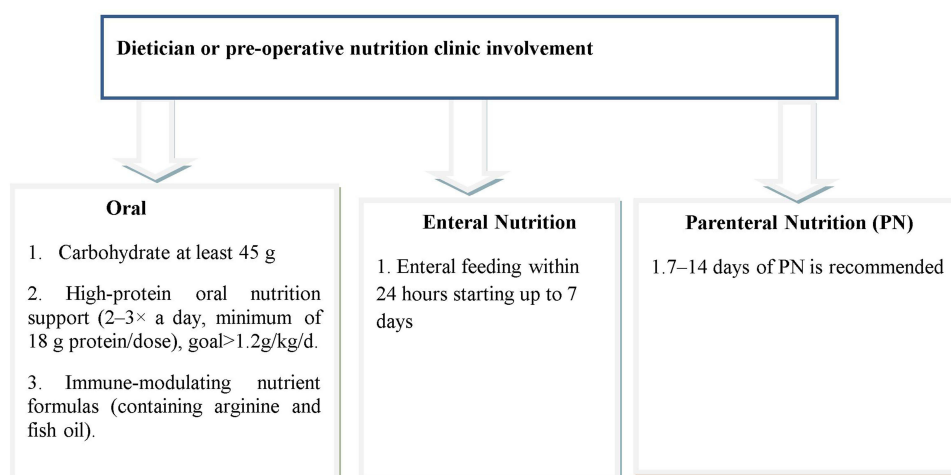 Dietician or pre-operative nutrition clinic involvement
Oral
1. Carbohydrate at least 45 g
2. High-protein oral nutrition
support (2–3× a day, minimum of
18 g protein/dose), goal>1.2g/kg/d.
3. Immune-modulating nutrient
formulas (containing arginine and
fish oil).
Enteral Nutrition
1. Enteral feeding within
24 hours starting up to 7
days
Parenteral Nutrition (PN)
1.7–14 days of PN is recommended